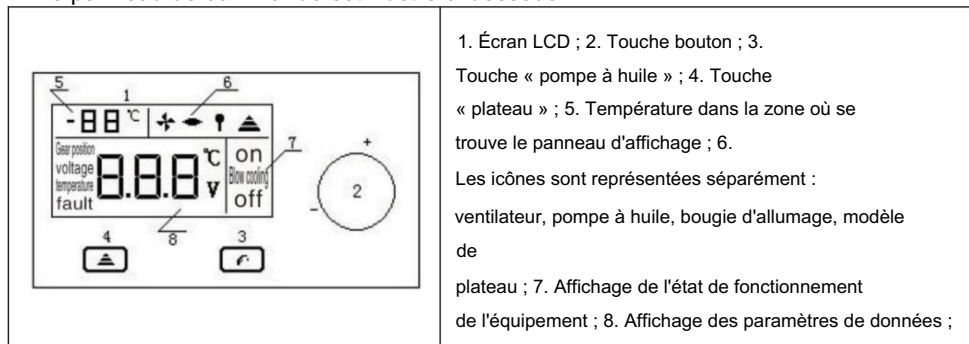 5
1
6
-88 °C
Gear position
voltage
temperature
fault
8.8.8
°C
V
on
Blow cooling
off
7
8
+
-
2
4
3
1. Écran LCD ; 2. Touche bouton ; 3.
Touche « pompe à huile » ; 4. Touche
« plateau » ; 5. Température dans la zone où se
trouve le panneau d'affichage ; 6.
Les icônes sont représentées séparément :
ventilateur, pompe à huile, bougie d'allumage, modèle
de
plateau ; 7. Affichage de l'état de fonctionnement
de l'équipement ; 8. Affichage des paramètres de données ;